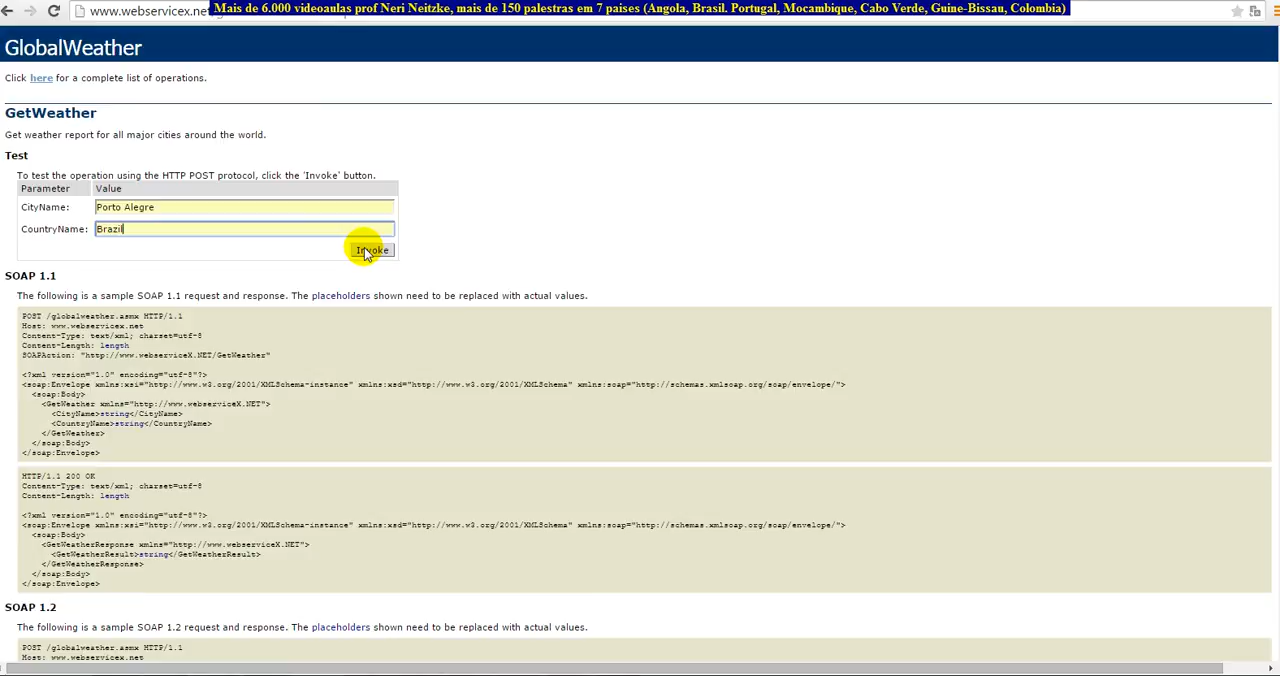 www.webservicex.net
Mais de 6.000 videoaulas prof Neri Neitzke, mais de 150 palestras em 7 paises (Angola, Brasil. Portugal, Mocambique, Cabo Verde, Guine-Bissau, Colombia)
GlobalWeather
Click here for a complete list of operations.
GetWeather
Get weather report for all major cities around the world.
Test
To test the operation using the HTTP POST protocol, click the 'Invoke' button.
Parameter Value
CityName: Porto Alegre
CountryName: Brazil
Invoke
SOAP 1.1
The following is a sample SOAP 1.1 request and response. The placeholders shown need to be replaced with actual values.
POST /globalweather.asmx HTTP/1.1
Host: www.webservicex.net
Content-Type: text/xml; charset=utf-8
Content-Length: length
SOAPAction: "http://www.webserviceX.NET/GetWeather"
<?xml version="1.0" encoding="utf-8"?>
<soap:Envelope xmlns:xsi="http://www.w3.org/2001/XMLSchema-instance" xmlns:xsd="http://www.w3.org/2001/XMLSchema" xmlns:soap="http://schemas.xmlsoap.org/soap/envelope/">
<soap:Body>
<GetWeather xmlns="http://www.webserviceX.NET">
<CityName>string</CityName>
<CountryName>string</CountryName>
</GetWeather>
</soap:Body>
</soap:Envelope>
HTTP/1.1 200 OK
Content-Type: text/xml; charset=utf-8
Content-Length: length
<?xml version="1.0" encoding="utf-8"?>
<soap:Envelope xmlns:xsi="http://www.w3.org/2001/XMLSchema-instance" xmlns:xsd="http://www.w3.org/2001/XMLSchema" xmlns:soap="http://schemas.xmlsoap.org/soap/envelope/">
<soap:Body>
<GetWeatherResponse xmlns="http://www.webserviceX.NET">
<GetWeatherResult>string</GetWeatherResult>
</GetWeatherResponse>
</soap:Body>
</soap:Envelope>
SOAP 1.2
The following is a sample SOAP 1.2 request and response. The placeholders shown need to be replaced with actual values.
POST /globalweather.asmx HTTP/1.1
Host: www.webservicex.net